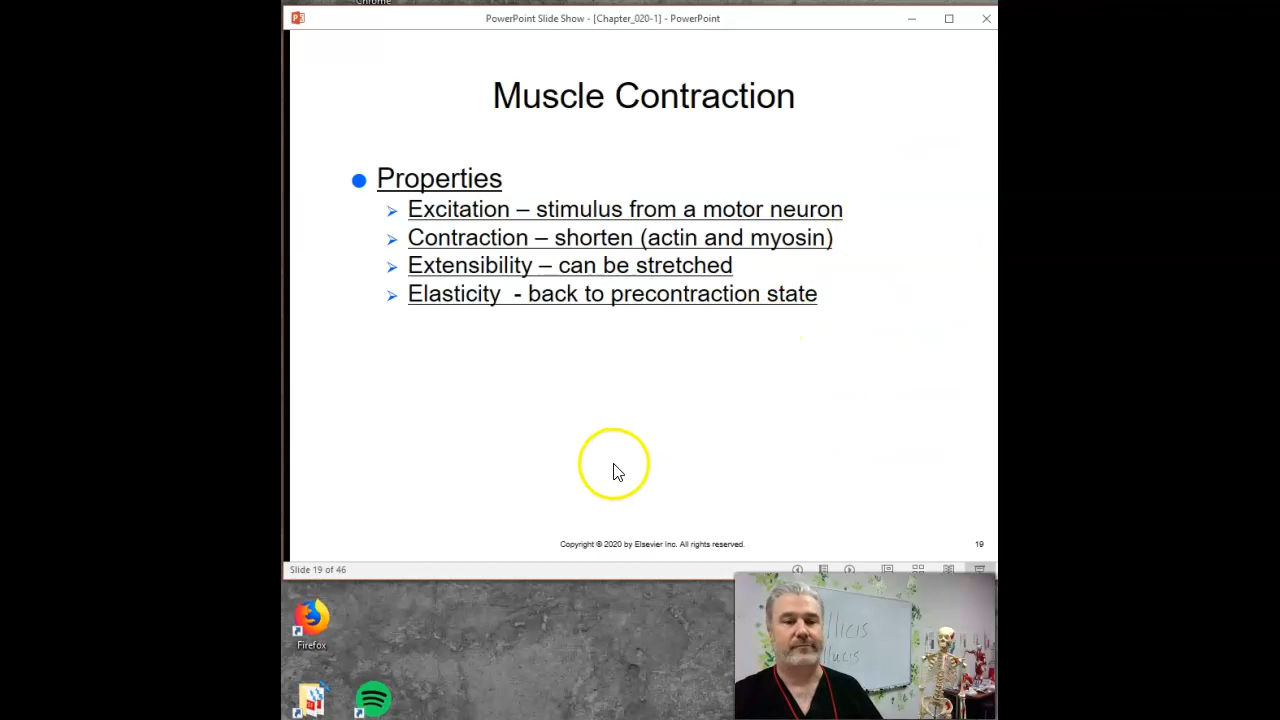 Chrome
PowerPoint Slide Show - [Chapter_020-1] - PowerPoint
Muscle Contraction
Properties
Excitation – stimulus from a motor neuron
Contraction – shorten (actin and myosin)
Extensibility – can be stretched
Elasticity - back to precontraction state
Copyright © 2020 by Elsevier Inc. All rights reserved.
19
Slide 19 of 46
Firefox